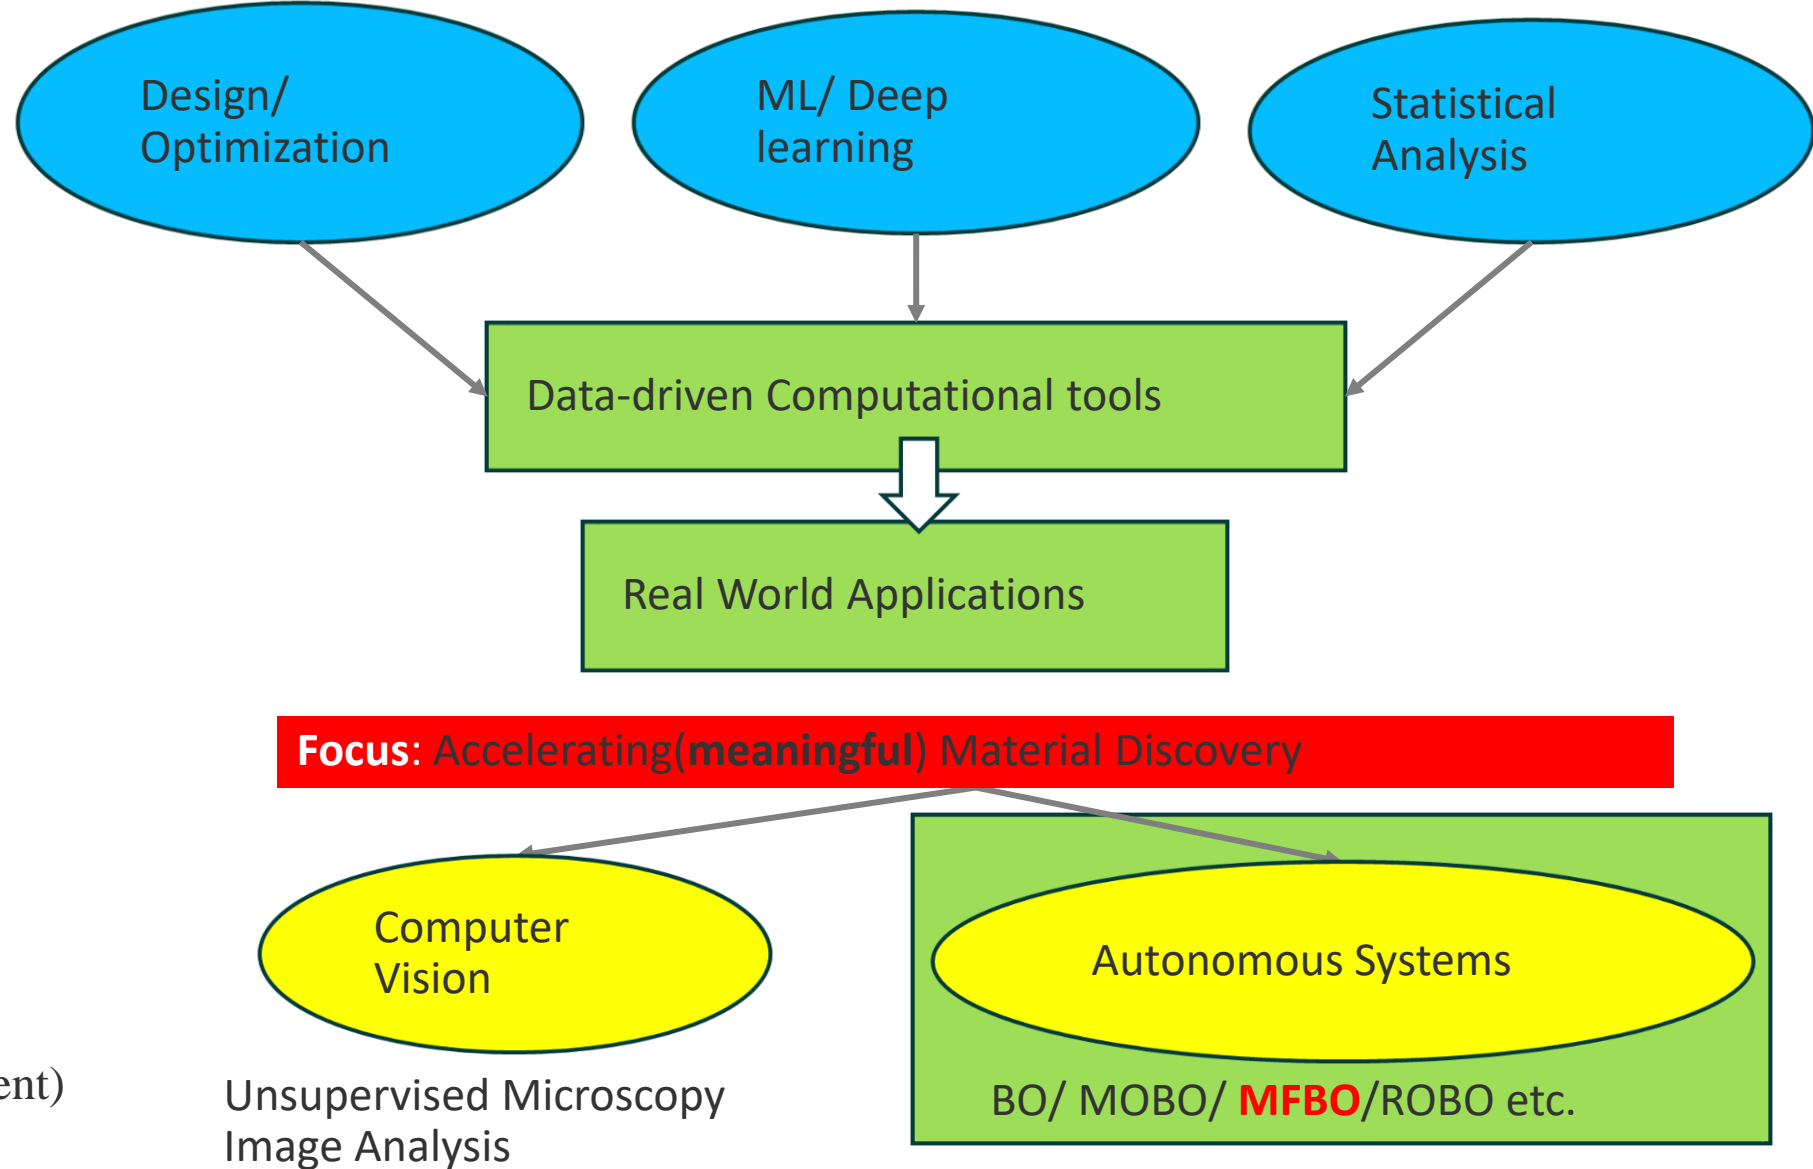 Design/
Optimization
ML/ Deep
learning
Statistical
Analysis
Data-driven Computational tools
Real World Applications
Focus: Accelerating(meaningful) Material Discovery
Computer
Vision
Autonomous Systems
ent)
Unsupervised Microscopy
Image Analysis
BO/ MOBO/ MFBO/ROBO etc.